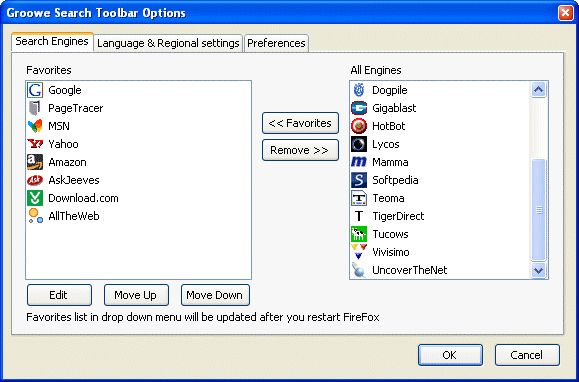 Groowe Search Toolbar Options
Search Engines
Language & Regional settings
Preferences
Favorites
Google
PageTracer
MSN
Yahoo
Amazon
AskJeeves
Download.com
AllTheWeb
<< Favorites
Remove >>
All Engines
Dogpile
Gigablast
HotBot
Lycos
Mamma
Softpedia
Teoma
TigerDirect
Tucows
Vivisimo
UncoverTheNet
Edit
Move Up
Move Down
Favorites list in drop down menu will be updated after you restart FireFox
OK
Cancel